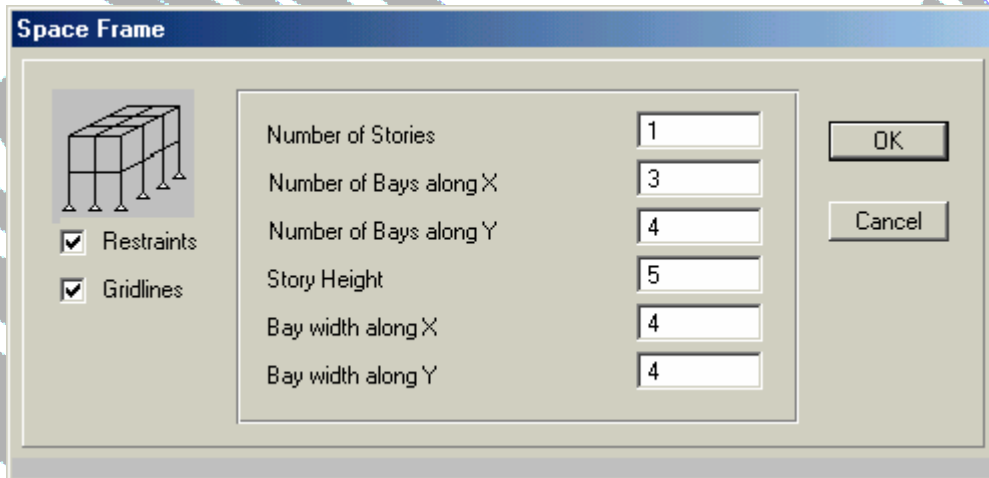 Space Frame
Number of Stories 1
Number of Bays along X 3
Number of Bays along Y 4
Story Height 5
Bay width along X 4
Bay width along Y 4
Restraints
Gridlines
OK
Cancel